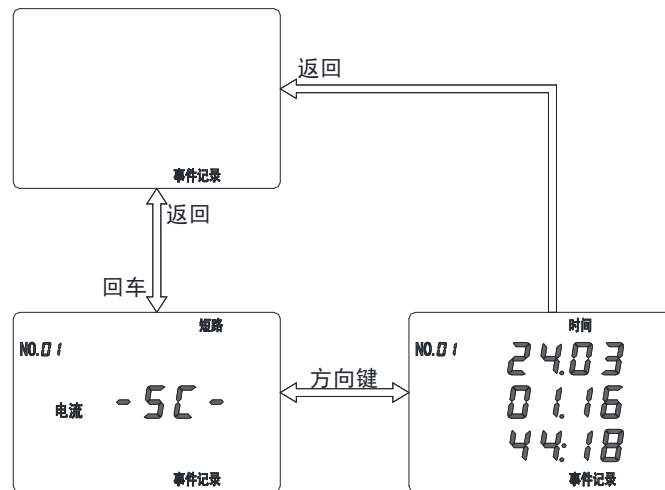 返回
事件记录
返回
回车
短路
NO.01
电流
-SC-
事件记录
方向键
时间
NO.01
24.03
01.16
44:18
事件记录